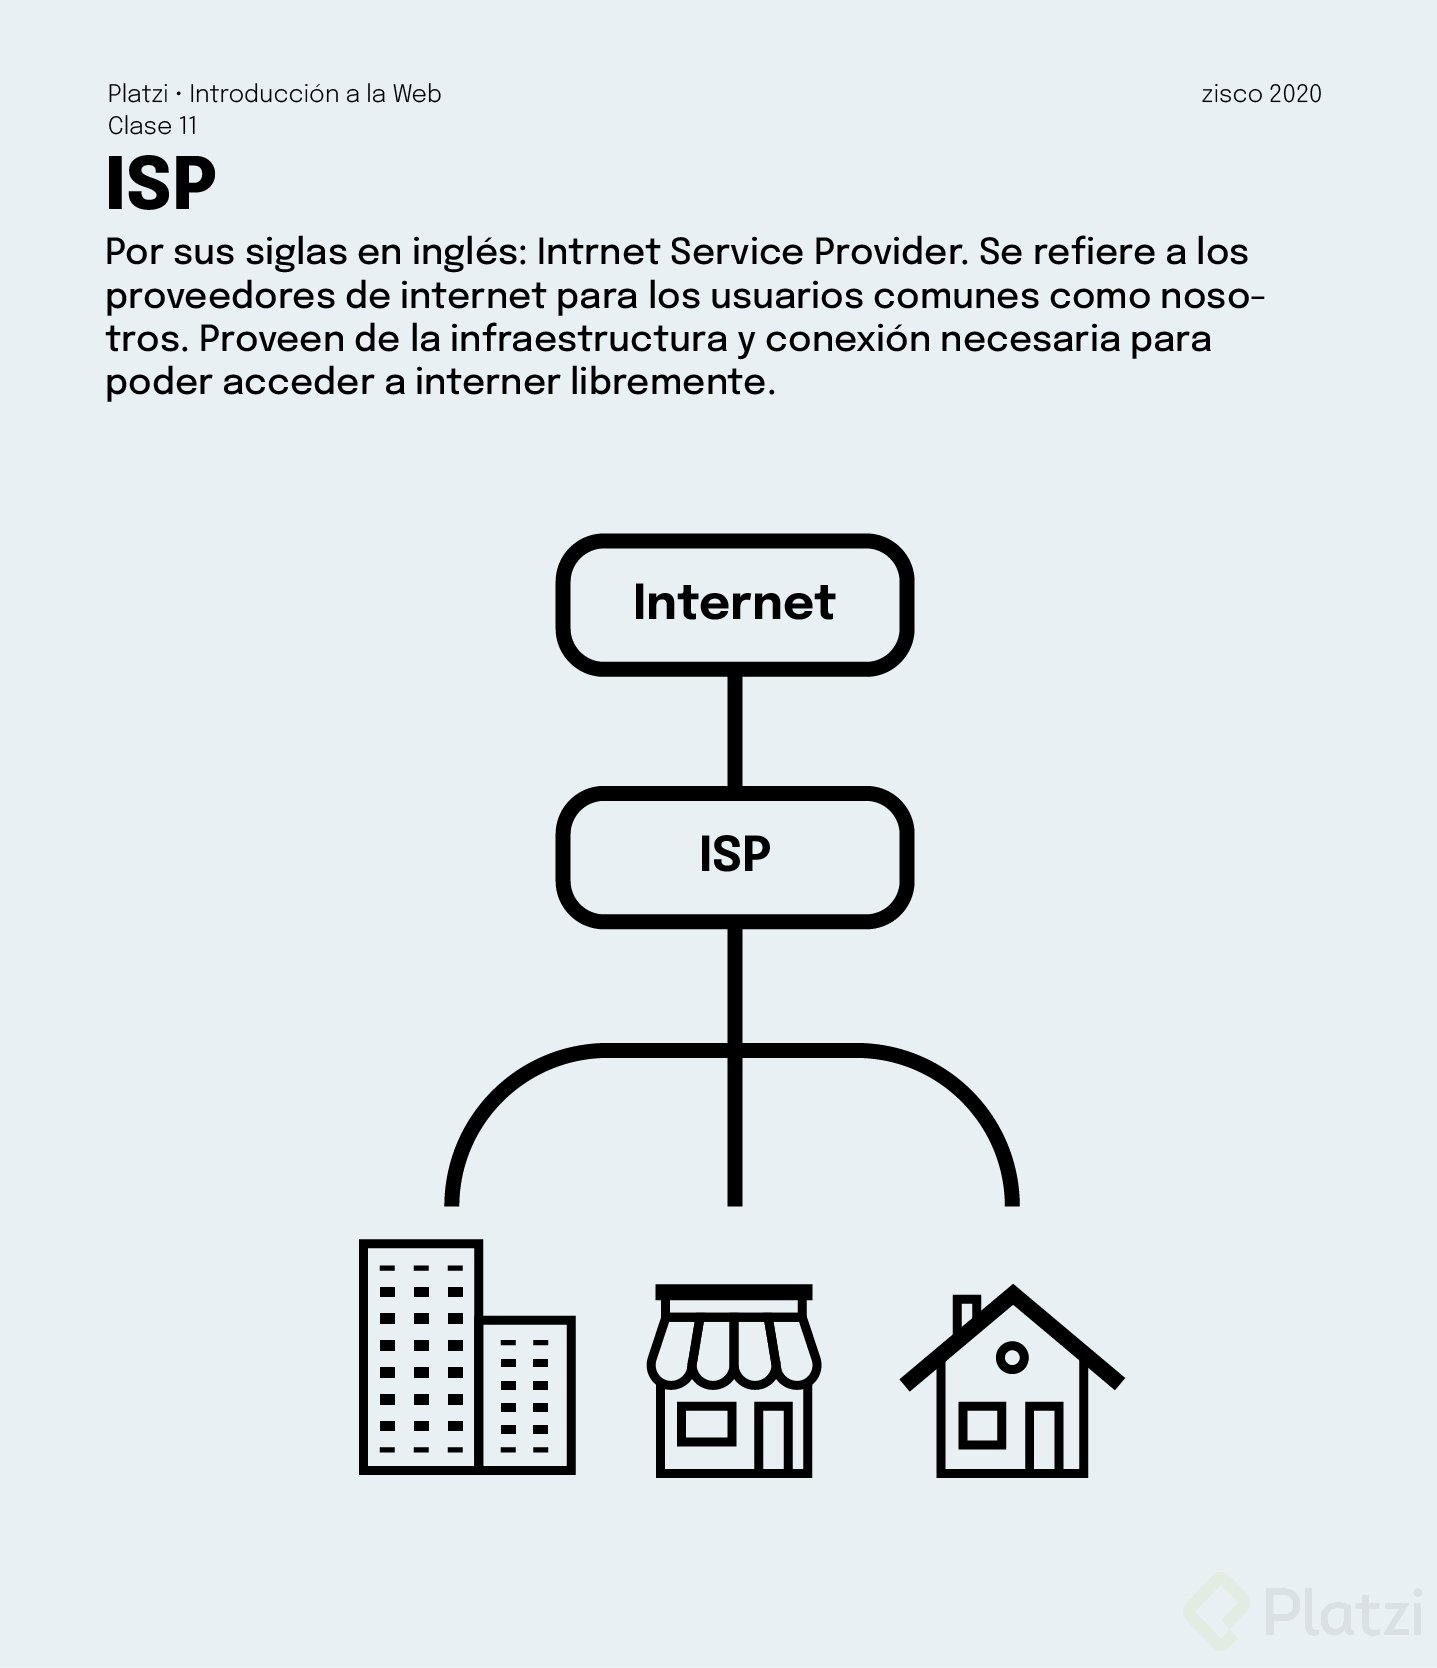 Platzi • Introducción a la Web
zisco 2020
Clase 11
ISP
Por sus siglas en inglés: Intrnet Service Provider. Se refiere a los
proveedores de internet para los usuarios comunes como noso-
tros. Proveen de la infraestructura y conexión necesaria para
poder acceder a interner libremente.
Internet
ISP
Platzi